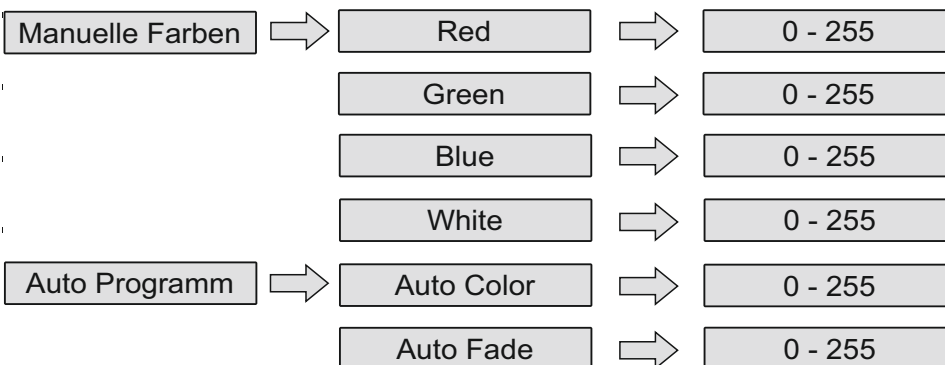 Manuelle Farben Red 0 - 255
Green 0 - 255
Blue 0 - 255
White 0 - 255
Auto Programm Auto Color 0 - 255
Auto Fade 0 - 255